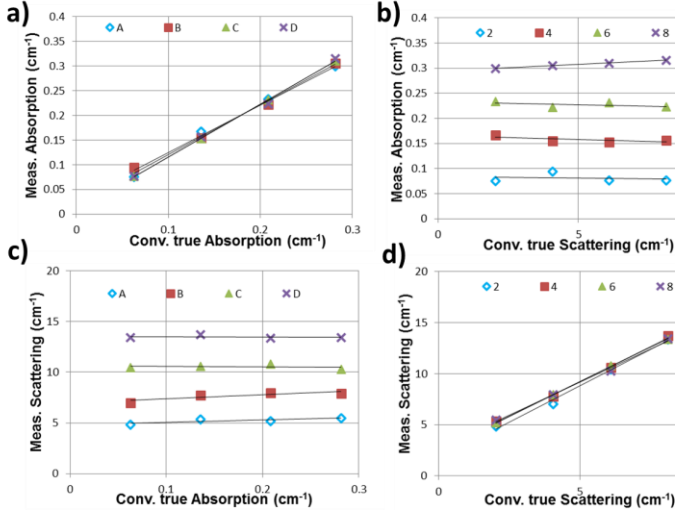 a)
A B C D
Meas. Absorption (cm-1)
0.4
0.35
0.3
0.25
0.2
0.15
0.1
0.05
0
0 0.1 0.2 0.3
Conv. true Absorption (cm-1)
b)
2 4 6 8
Meas. Absorption (cm-1)
0.4
0.35
0.3
0.25
0.2
0.15
0.1
0.05
0
0 5
Conv. true Scattering (cm-1)
c)
A B C D
Meas. Scattering (cm-1)
20
15
10
5
0
0 0.1 0.2 0.3
Conv. true Absorption (cm-1)
d)
2 4 6 8
Meas. Scattering (cm-1)
20
15
10
5
0
0 5
Conv. true Scattering (cm-1)